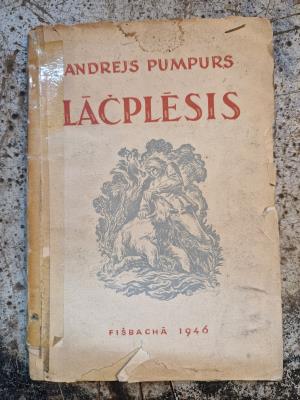 ANDREJS PUMPURS
LĀČPLĒSIS
FIŠBACHĀ 1946